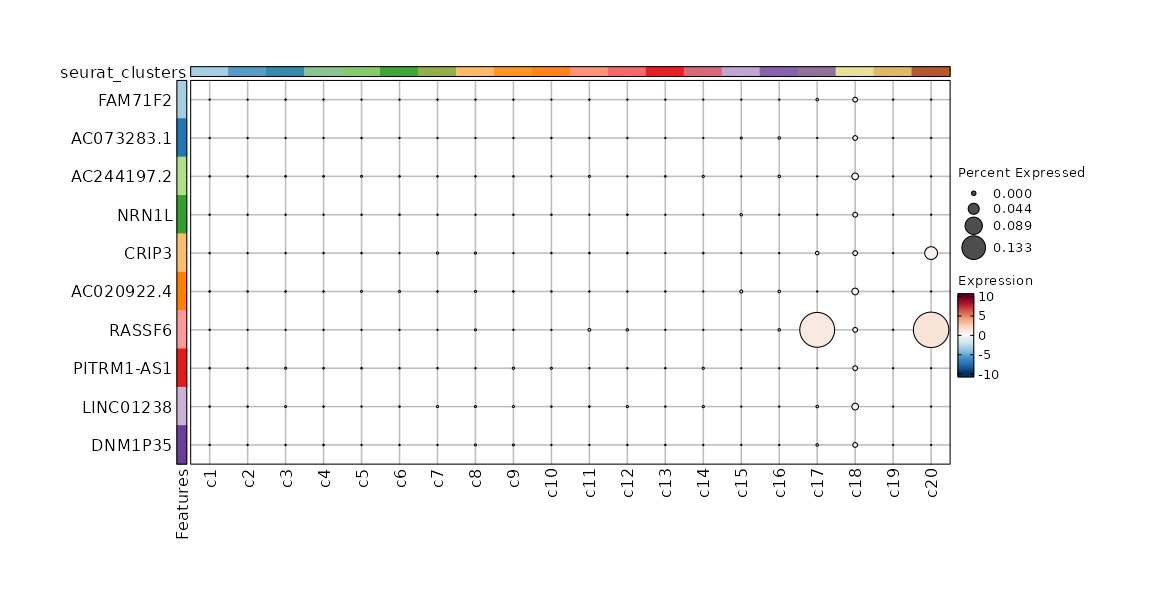 seurat_clusters
FAM71F2
AC073283.1
AC244197.2
NRN1L
CRIP3
AC020922.4
RASSF6
PITRM1-AS1
LINC01238
DNM1P35
Features
c1 c2 c3 c4 c5 c6 c7 c8 c9 c10 c11 c12 c13 c14 c15 c16 c17 c18 c19 c20
Percent Expressed
0.000
0.044
0.089
0.133
Expression
10
5
0
-5
-10